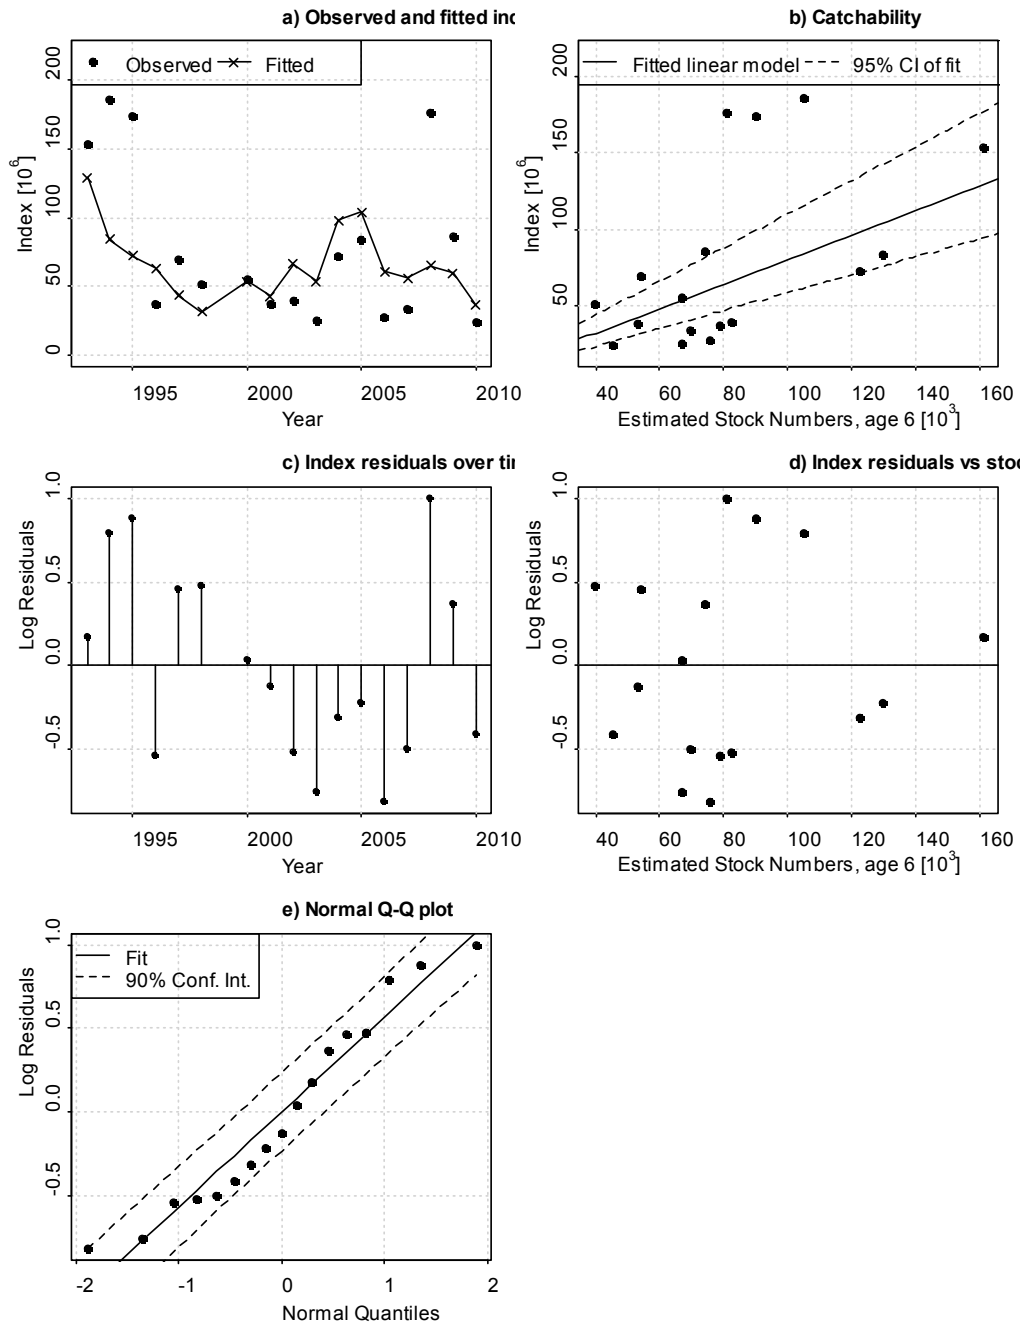 a) Observed and fitted ind
Observed Fitted
200
150
100
50
0
Index [10^6]
1995 2000 2005 2010
Year
b) Catchability
Fitted linear model 95% CI of fit
200
150
100
50
Index [10^6]
40 60 80 100 120 140 160
Estimated Stock Numbers, age 6 [10^3]
c) Index residuals over tim
1.0
0.5
0.0
-0.5
Log Residuals
1995 2000 2005 2010
Year
d) Index residuals vs stoc
1.0
0.5
0.0
-0.5
Log Residuals
40 60 80 100 120 140 160
Estimated Stock Numbers, age 6 [10^3]
e) Normal Q-Q plot
Fit
90% Conf. Int.
1.0
0.5
0.0
-0.5
Log Residuals
-2 -1 0 1 2
Normal Quantiles